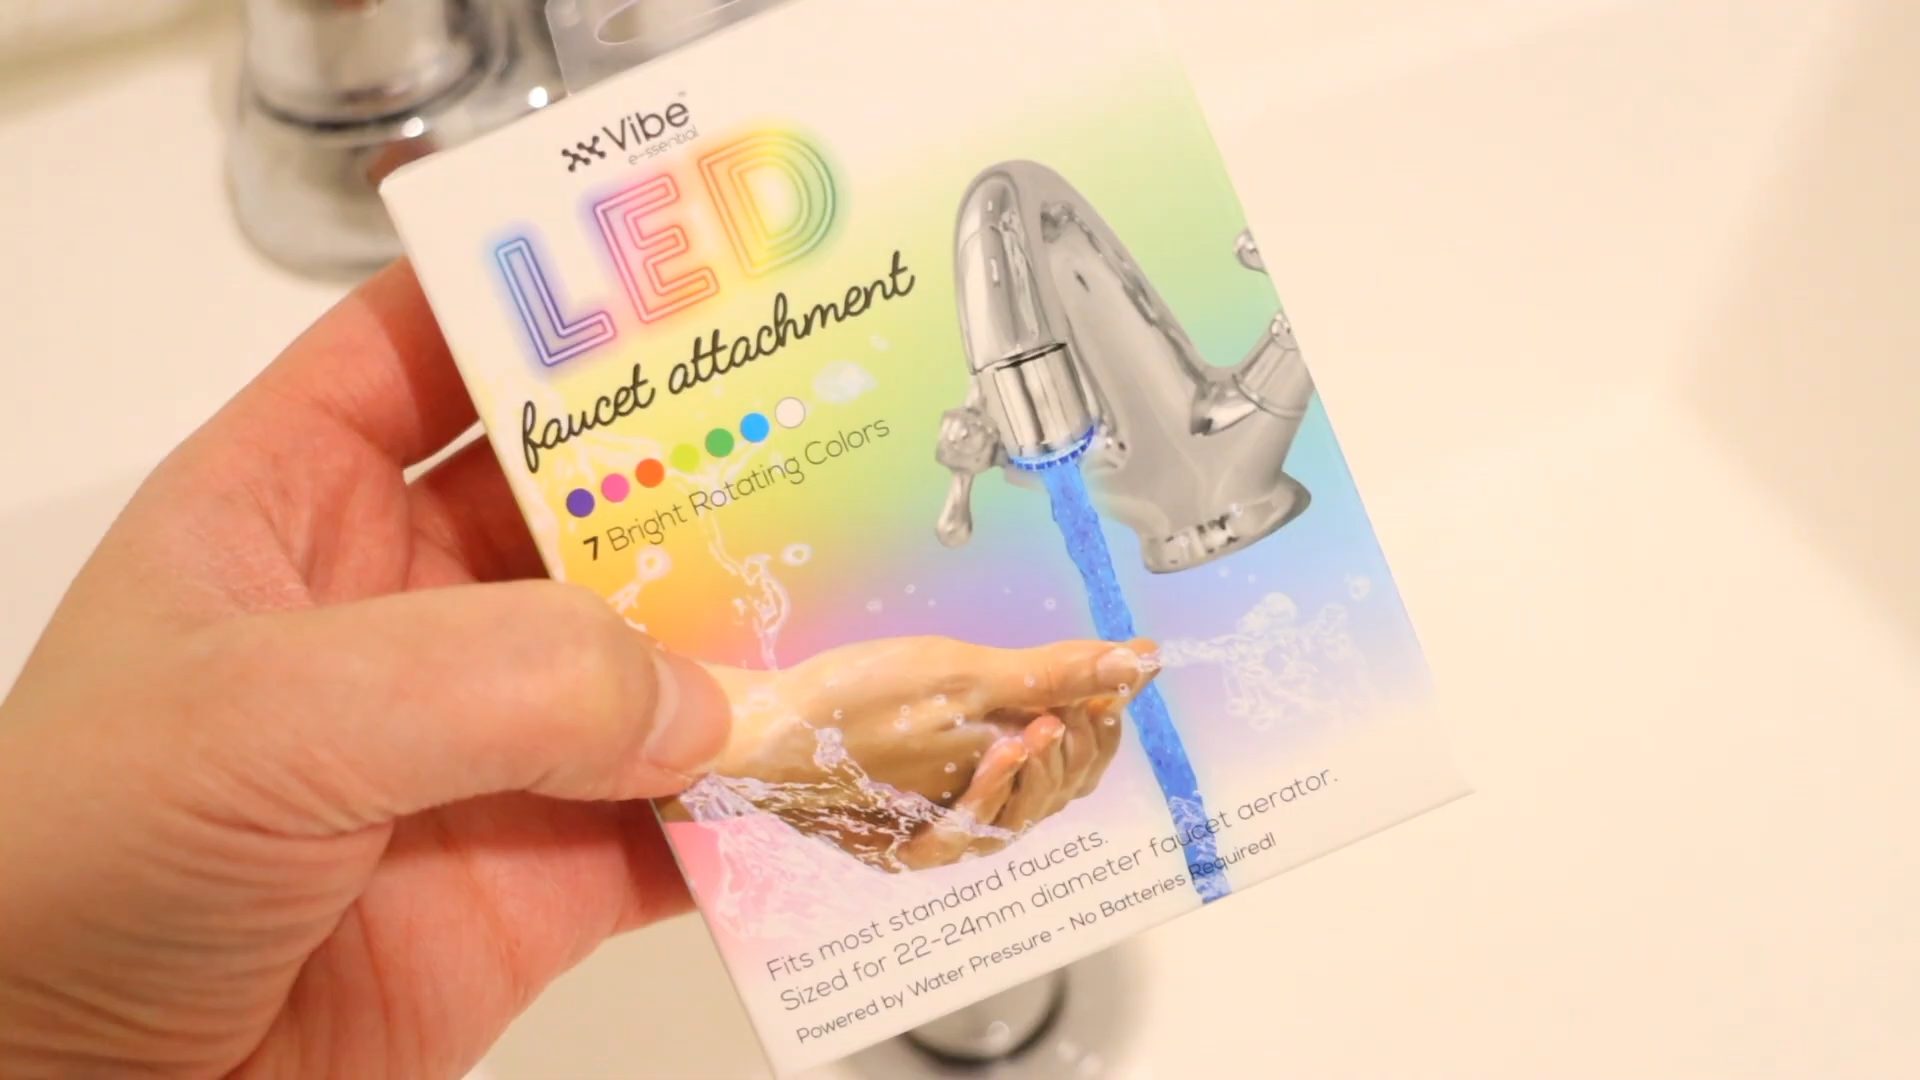 Vibe™
e-ssential
LED
faucet attachment
7 Bright Rotating Colors
Fits most standard faucets.
Sized for 22-24mm diameter faucet aerator.
Powered by Water Pressure - No Batteries Required!